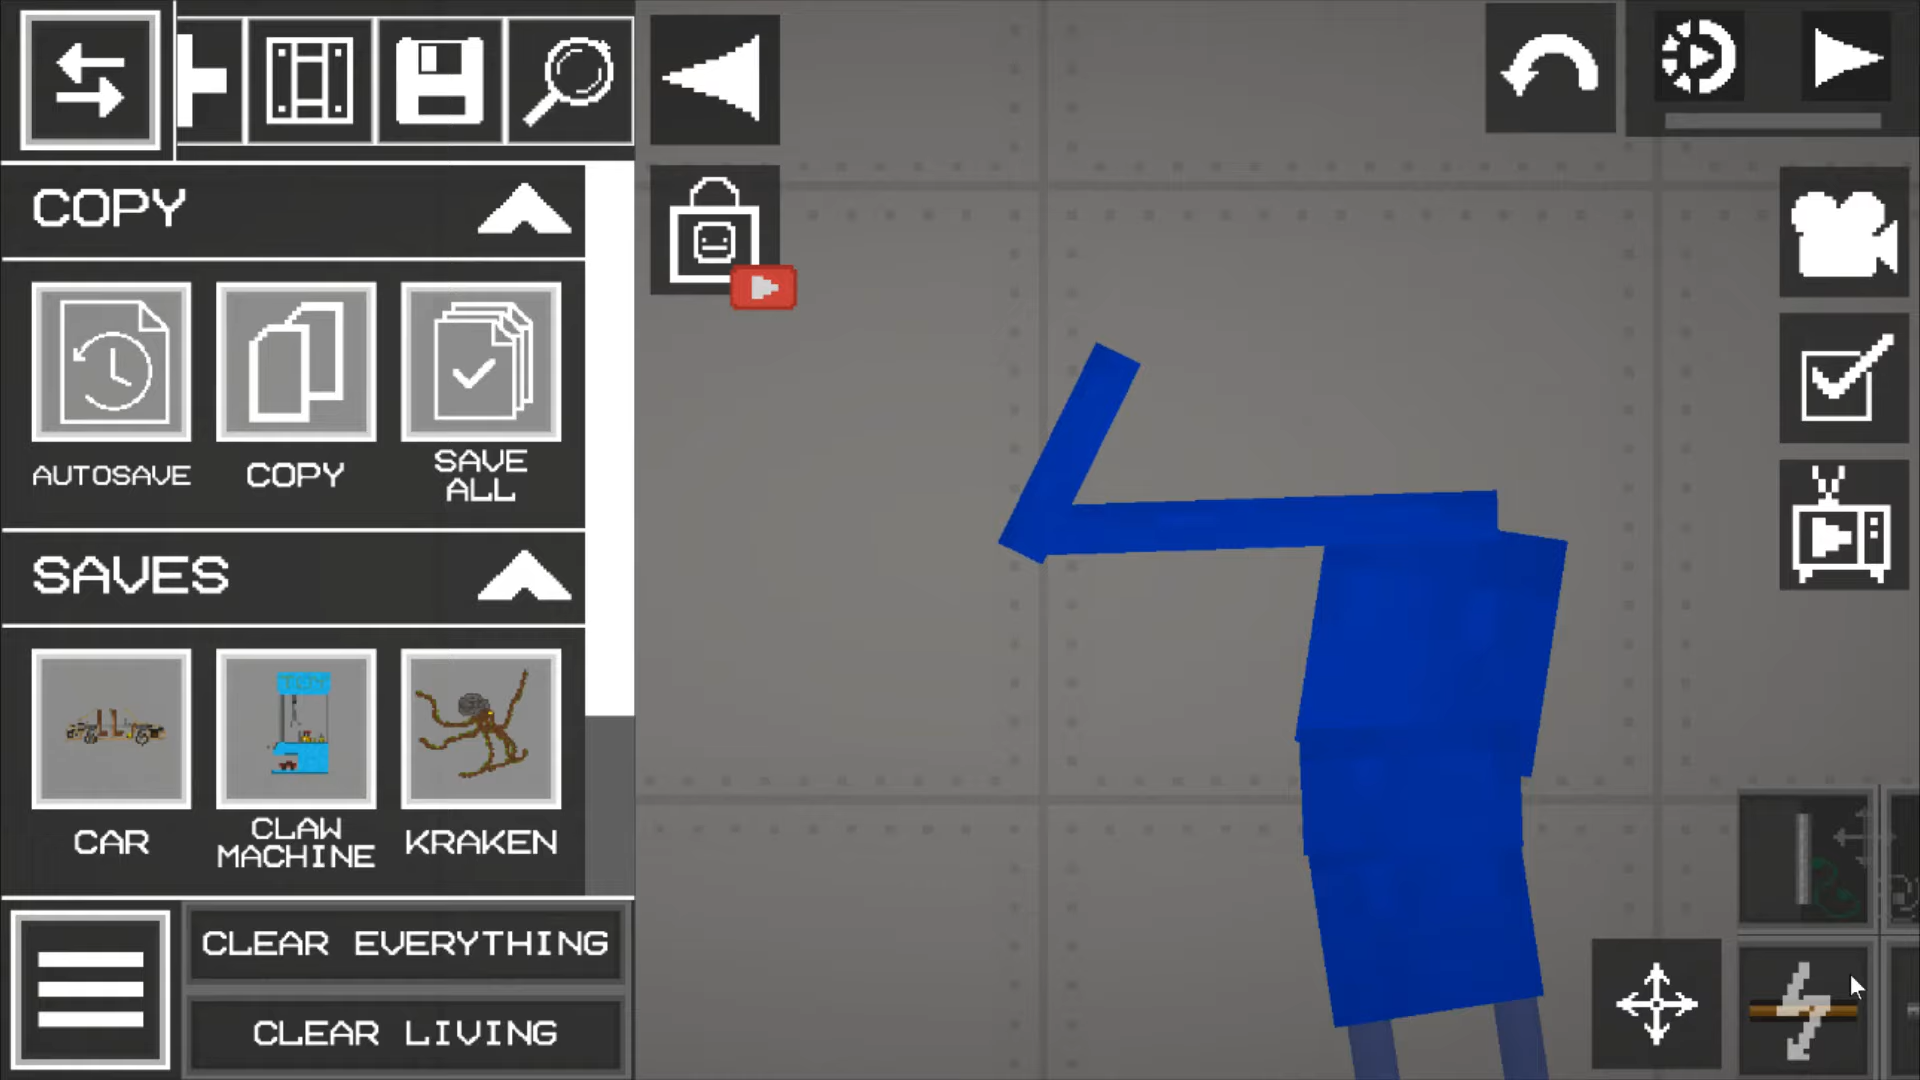 COPY
AUTOSAVE
COPY
SAVE
ALL
SAVES
CAR
CLAW
MACHINE
KRAKEN
CLEAR EVERYTHING
CLEAR LIVING